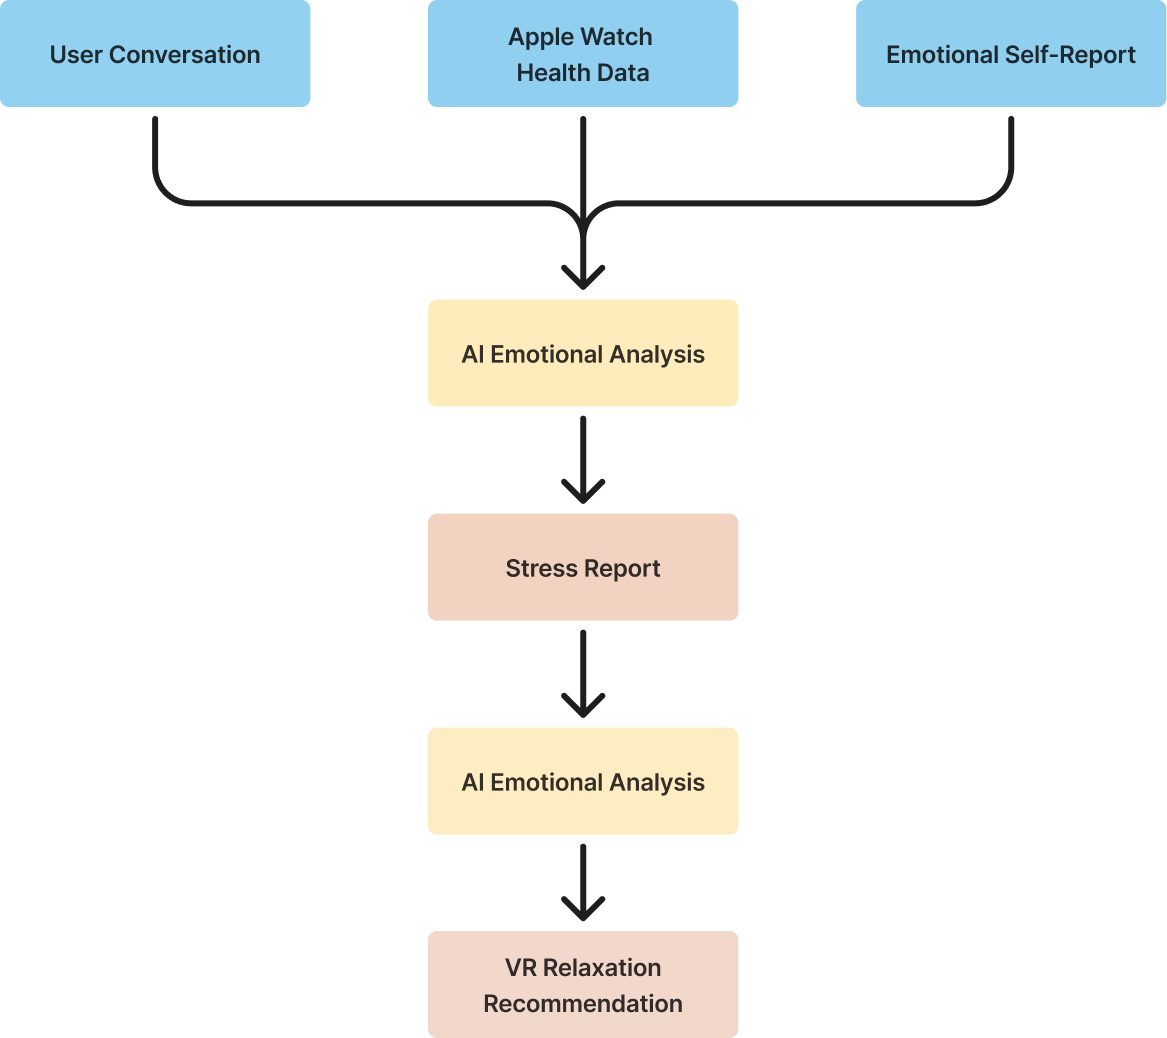 User Conversation
Apple Watch
Health Data
Emotional Self-Report
AI Emotional Analysis
Stress Report
AI Emotional Analysis
VR Relaxation
Recommendation